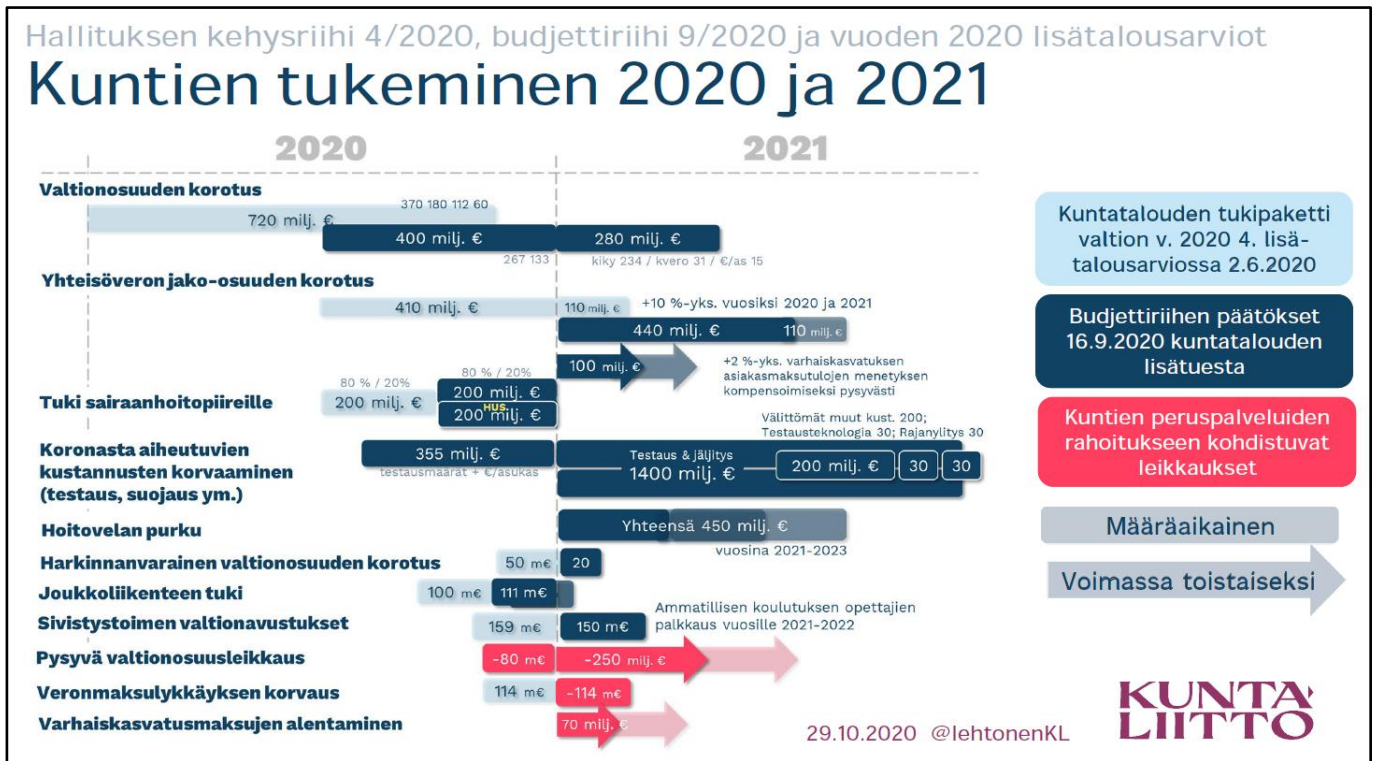 Hallituksen kehysriihi 4/2020, budjettiriihi 9/2020 ja vuoden 2020 lisätalousarviot
Kuntien tukeminen 2020 ja 2021
2020
2021
Valtionosuuden korotus
370 180 112 60
720 milj. €
400 milj. €
280 milj. €
267 133
kiky 234 / kvero 31 / €/as 15
Yhteisöveron jako-osuuden korotus
410 milj. €
110 milj. €
+10 %-yks. vuosiksi 2020 ja 2021
440 milj. €
110 milj. €
100 milj. €
+2 %-yks. varhaiskasvatuksen
asiakasmaksutulojen menetyksen
kompensoimiseksi pysyvästi
80 % / 20%
80 % / 20%
Tuki sairaanhoitopiireille
200 milj. €
200 milj. €
HUS
200 milj. €
Välittömät muut kust. 200;
Testausteknologia 30; Rajanylitys 30
Koronasta aiheutuvien
kustannusten korvaaminen
(testaus, suojaus ym.)
355 milj. €
testausmäärät + €/asukas
Testaus & jäljitys
1400 milj. €
200 milj. €
30
30
Hoitovelan purku
Yhteensä 450 milj. €
vuosina 2021-2023
Harkinnanvarainen valtionosuuden korotus
50 m€
20
Joukkoliikenteen tuki
100 m€
111 m€
Sivistystoimen valtionavustukset
159 m€
150 m€
Ammatillisen koulutuksen opettajien
palkkaus vuosille 2021-2022
Pysyvä valtionosuusleikkaus
-80 m€
-250 milj. €
Veronmaksulykkäyksen korvaus
114 m€
-114 m€
Varhaiskasvatusmaksujen alentaminen
70 milj. €
Kuntatalouden tukipaketti
valtion v. 2020 4. lisä-
talousarviossa 2.6.2020
Budjettiriihen päätökset
16.9.2020 kuntatalouden
lisätuesta
Kuntien peruspalveluiden
rahoitukseen kohdistuvat
leikkaukset
Määräaikainen
Voimassa toistaiseksi
29.10.2020 @lehtonenKL
KUNTA
LIITTO